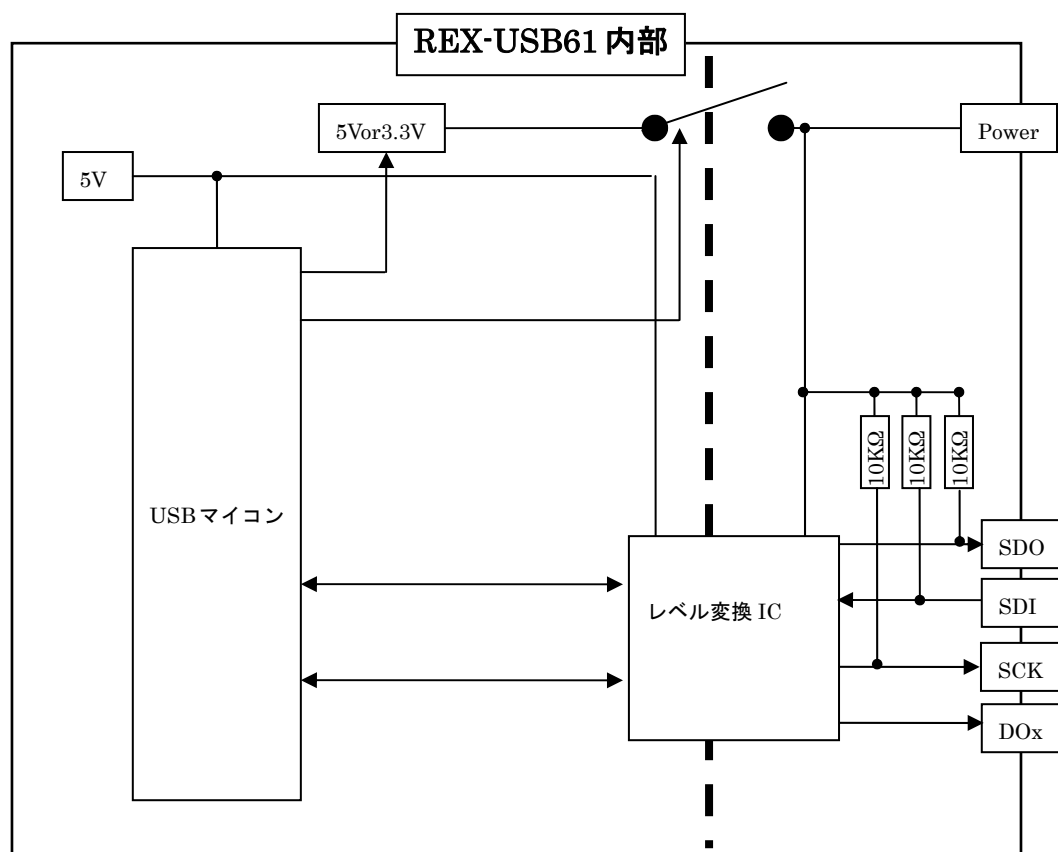 REX-USB61 内部
5Vor3.3V
Power
5V
10KΩ
10KΩ
10KΩ
USBマイコン
レベル変換 IC
SDO
SDI
SCK
DOx